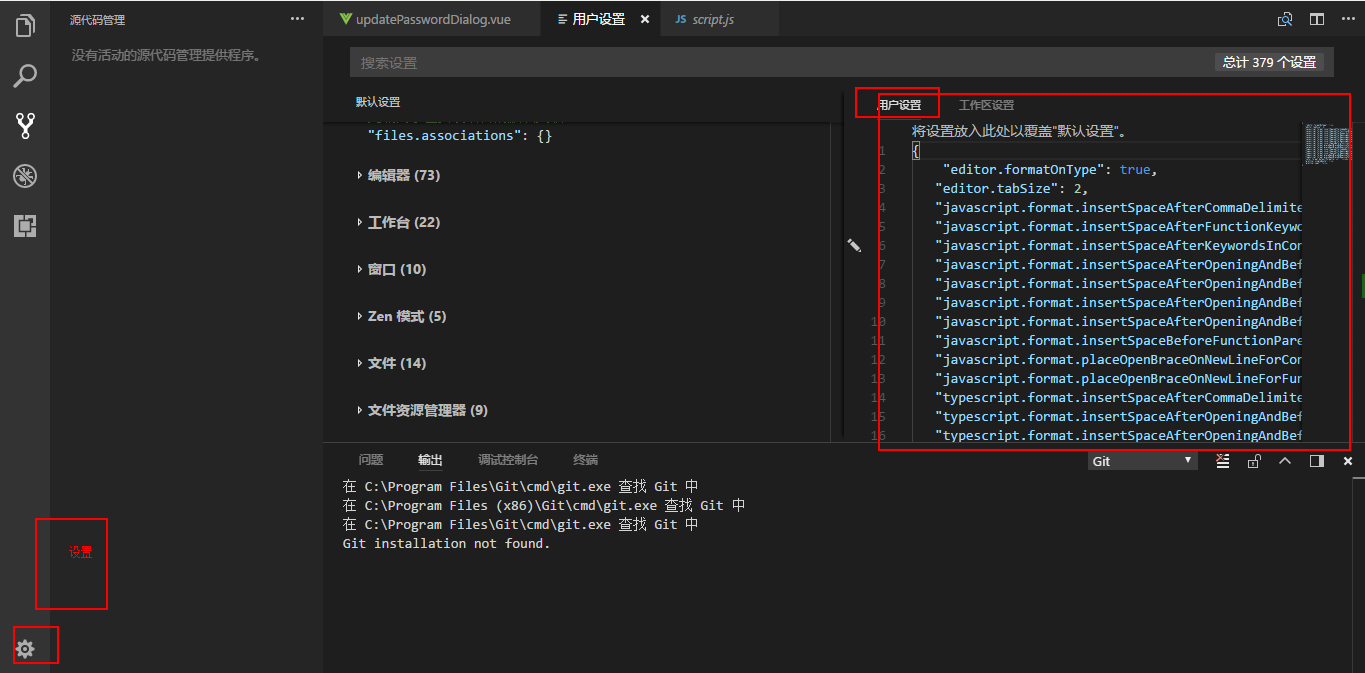 源代码管理
没有活动的源代码管理提供程序。
设置
updatePasswordDialog.vue
用户设置
JS script.js
搜索设置
总计 379 个设置
默认设置
"files.associations": {}
编辑器 (73)
工作台 (22)
窗口 (10)
Zen 模式 (5)
文件 (14)
文件资源管理器 (9)
用户设置
工作区设置
将设置放入此处以覆盖"默认设置"。
1 {
2 "editor.formatOnType": true,
3 "editor.tabSize": 2,
4 "javascript.format.insertSpaceAfterCommaDelimite
5 "javascript.format.insertSpaceAfterFunctionKeywo
6 "javascript.format.insertSpaceAfterKeywordsInCon
7 "javascript.format.insertSpaceAfterOpeningAndBef
8 "javascript.format.insertSpaceAfterOpeningAndBef
9 "javascript.format.insertSpaceAfterOpeningAndBef
10 "javascript.format.insertSpaceAfterOpeningAndBef
11 "javascript.format.insertSpaceBeforeFunctionPare
12 "javascript.format.placeOpenBraceOnNewLineForCon
13 "javascript.format.placeOpenBraceOnNewLineForFun
14 "typescript.format.insertSpaceAfterCommaDelimite
15 "typescript.format.insertSpaceAfterOpeningAndBef
16 "typescript.format.insertSpaceAfterOpeningAndBef
问题
输出
调试控制台
终端
Git
在 C:\Program Files\Git\cmd\git.exe 查找 Git 中
在 C:\Program Files (x86)\Git\cmd\git.exe 查找 Git 中
在 C:\Program Files\Git\cmd\git.exe 查找 Git 中
Git installation not found.